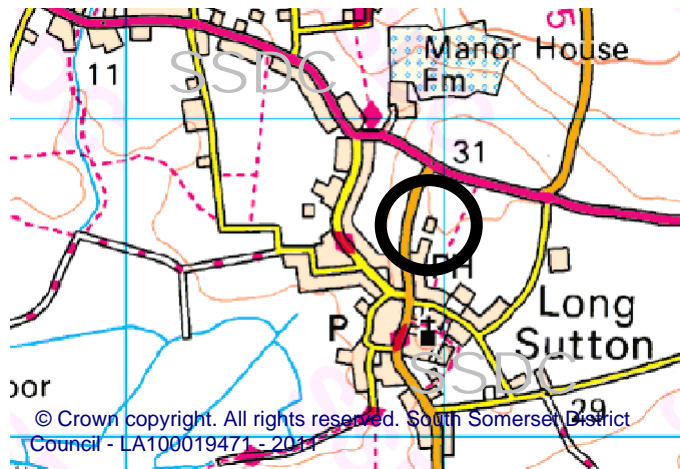 5
Manor House
Fm
SSDC
11
31
PH
Long
Sutton
P
SSDC
oor
29
© Crown copyright. All rights reserved. South Somerset District
Council - LA100019471 - 2011